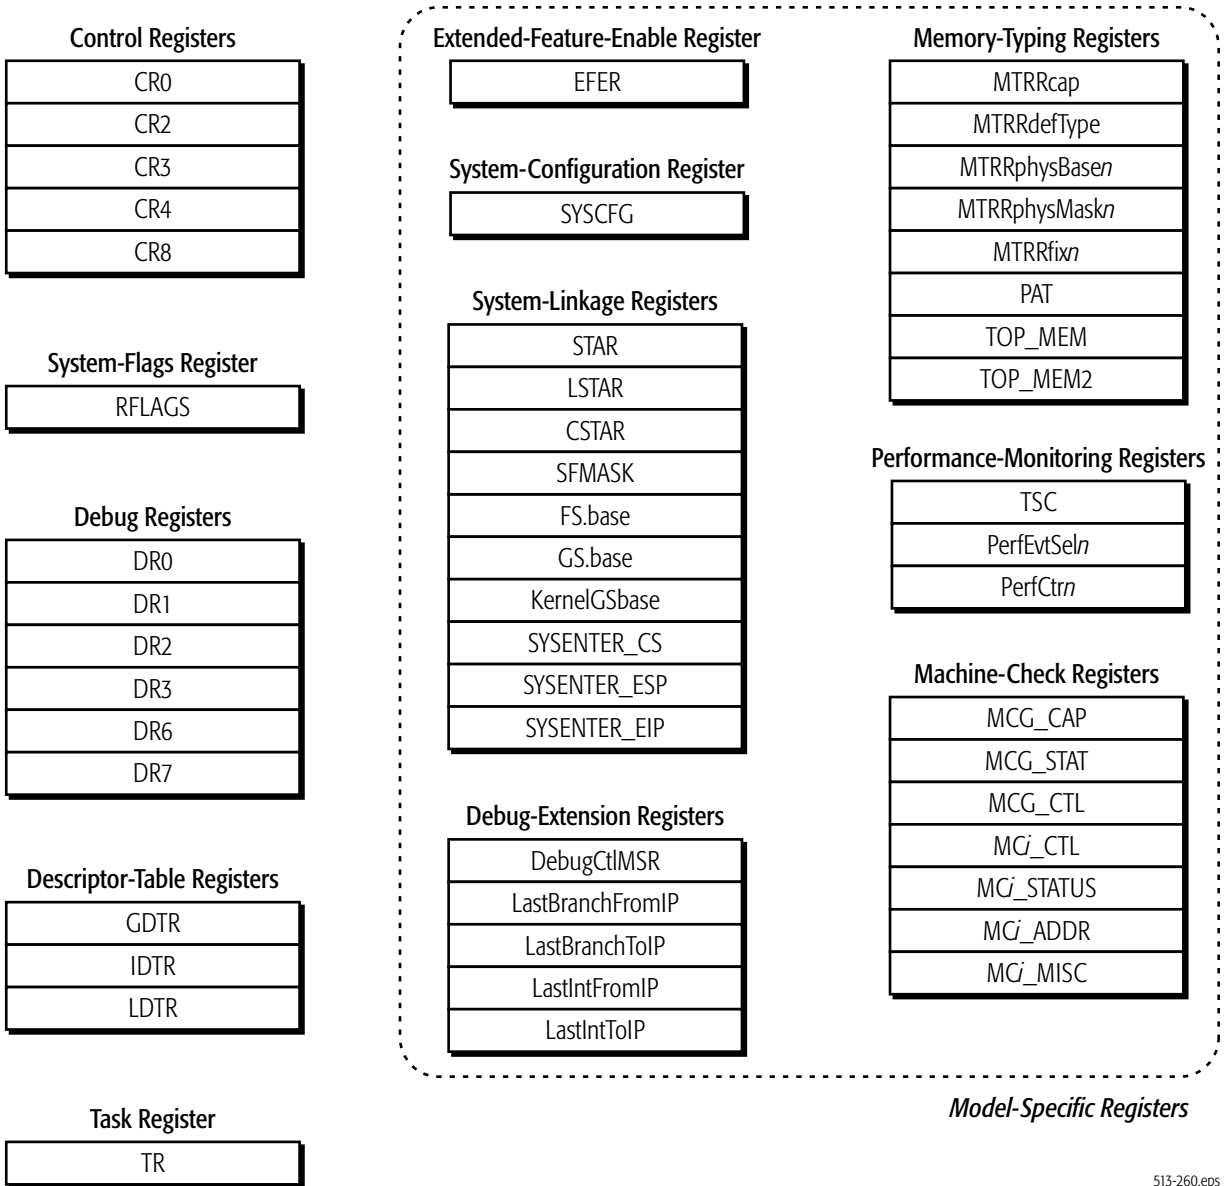 Control Registers
CR0
CR2
CR3
CR4
CR8
System-Flags Register
RFLAGS
Debug Registers
DR0
DR1
DR2
DR3
DR6
DR7
Descriptor-Table Registers
GDTR
IDTR
LDTR
Task Register
TR
Extended-Feature-Enable Register
EFER
System-Configuration Register
SYSCFG
System-Linkage Registers
STAR
LSTAR
CSTAR
SFMASK
FS.base
GS.base
KernelGSbase
SYSENTER_CS
SYSENTER_ESP
SYSENTER_EIP
Debug-Extension Registers
DebugCtlMSR
LastBranchFromIP
LastBranchToIP
LastIntFromIP
LastIntToIP
Memory-Typing Registers
MTRRcap
MTRRdefType
MTRRphysBasen
MTRRphysMaskn
MTRRfixn
PAT
TOP_MEM
TOP_MEM2
Performance-Monitoring Registers
TSC
PerfEvtSeln
PerfCtrn
Machine-Check Registers
MCG_CAP
MCG_STAT
MCG_CTL
MCi_CTL
MCi_STATUS
MCi_ADDR
MCi_MISC
Model-Specific Registers
513-260.eps